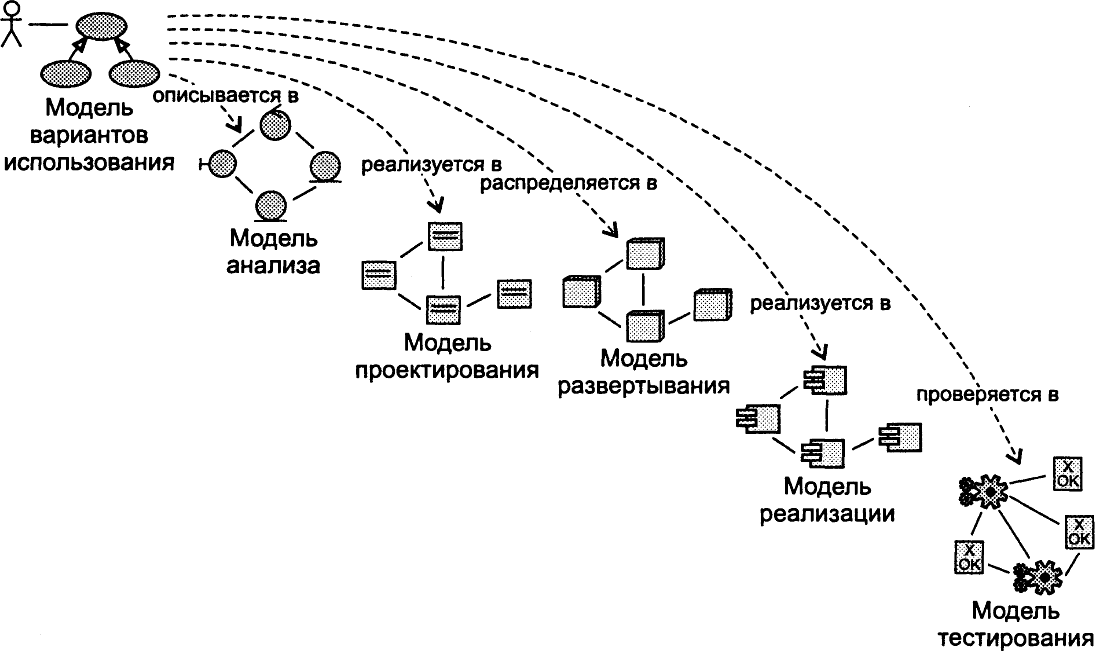 Модель
вариантов
использования
описывается в
Модель
анализа
реализуется в
Модель
проектирования
распределяется в
Модель
развертывания
реализуется в
Модель
реализации
проверяется в
X
OK
X
OK
X
OK
Модель
тестирования